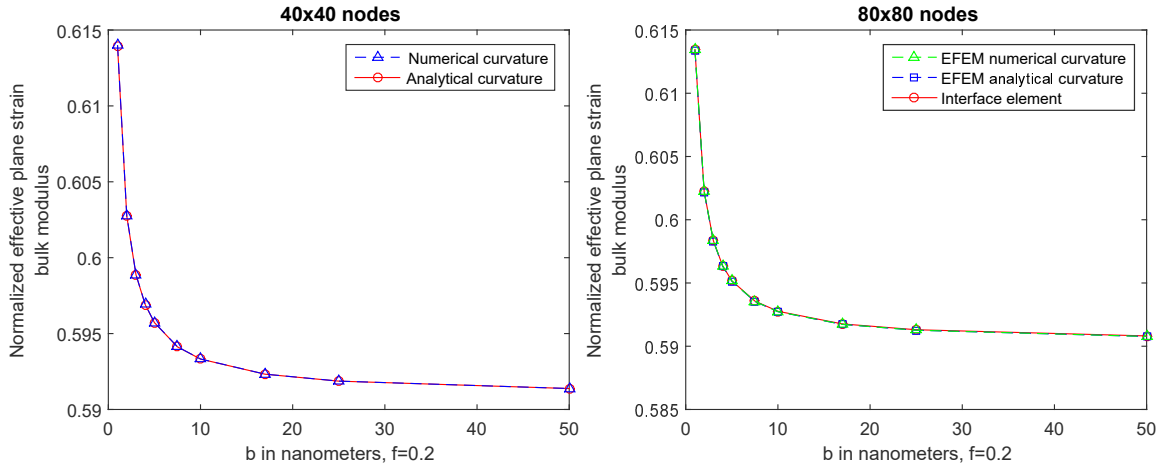 40x40 nodes
Normalized effective plane strain
bulk modulus
0.615
0.61
0.605
0.6
0.595
0.59
0 10 20 30 40 50
b in nanometers, f=0.2
Numerical curvature
Analytical curvature
80x80 nodes
Normalized effective plane strain
bulk modulus
0.615
0.61
0.605
0.6
0.595
0.59
0.585
0 10 20 30 40 50
b in nanometers, f=0.2
EFEM numerical curvature
EFEM analytical curvature
Interface element